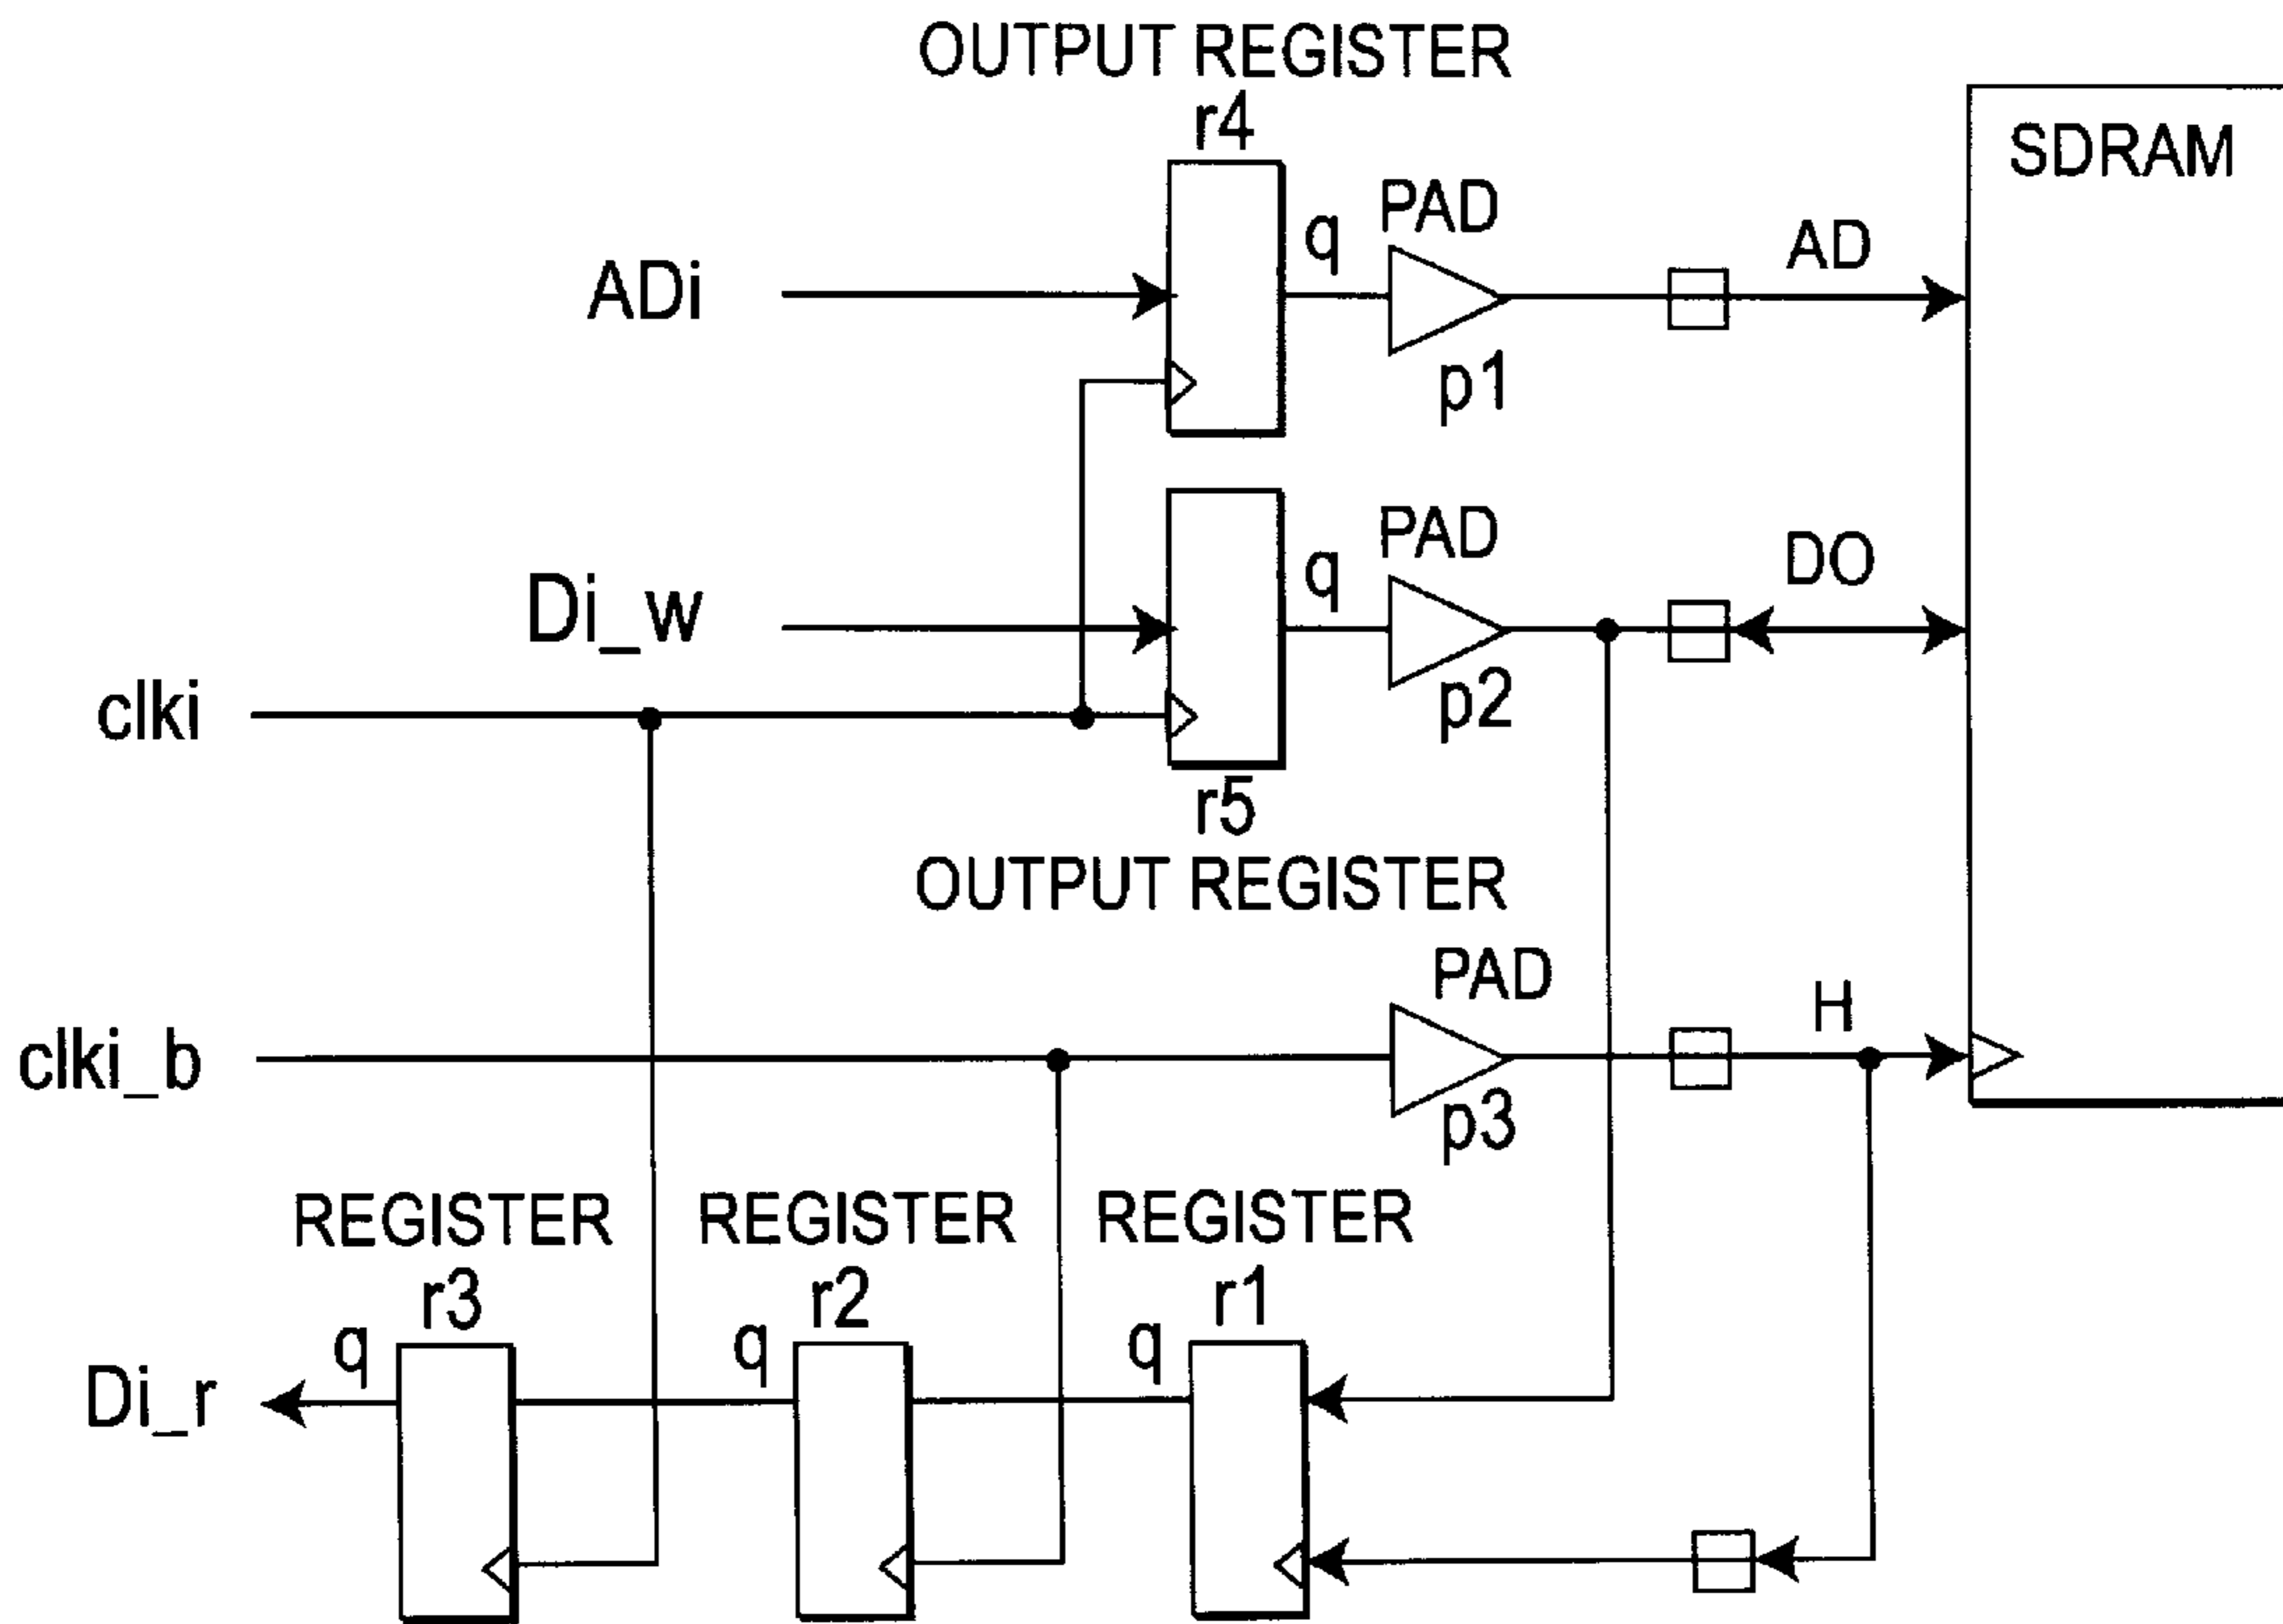 OUTPUT REGISTER
r4
SDRAM
q
PAD
AD
ADi
p1
PAD
q
DO
Di_w
p2
clki
r5
OUTPUT REGISTER
PAD
H
clki_b
p3
REGISTER
REGISTER
REGISTER
r3
r2
r1
q
q
q
Di_r